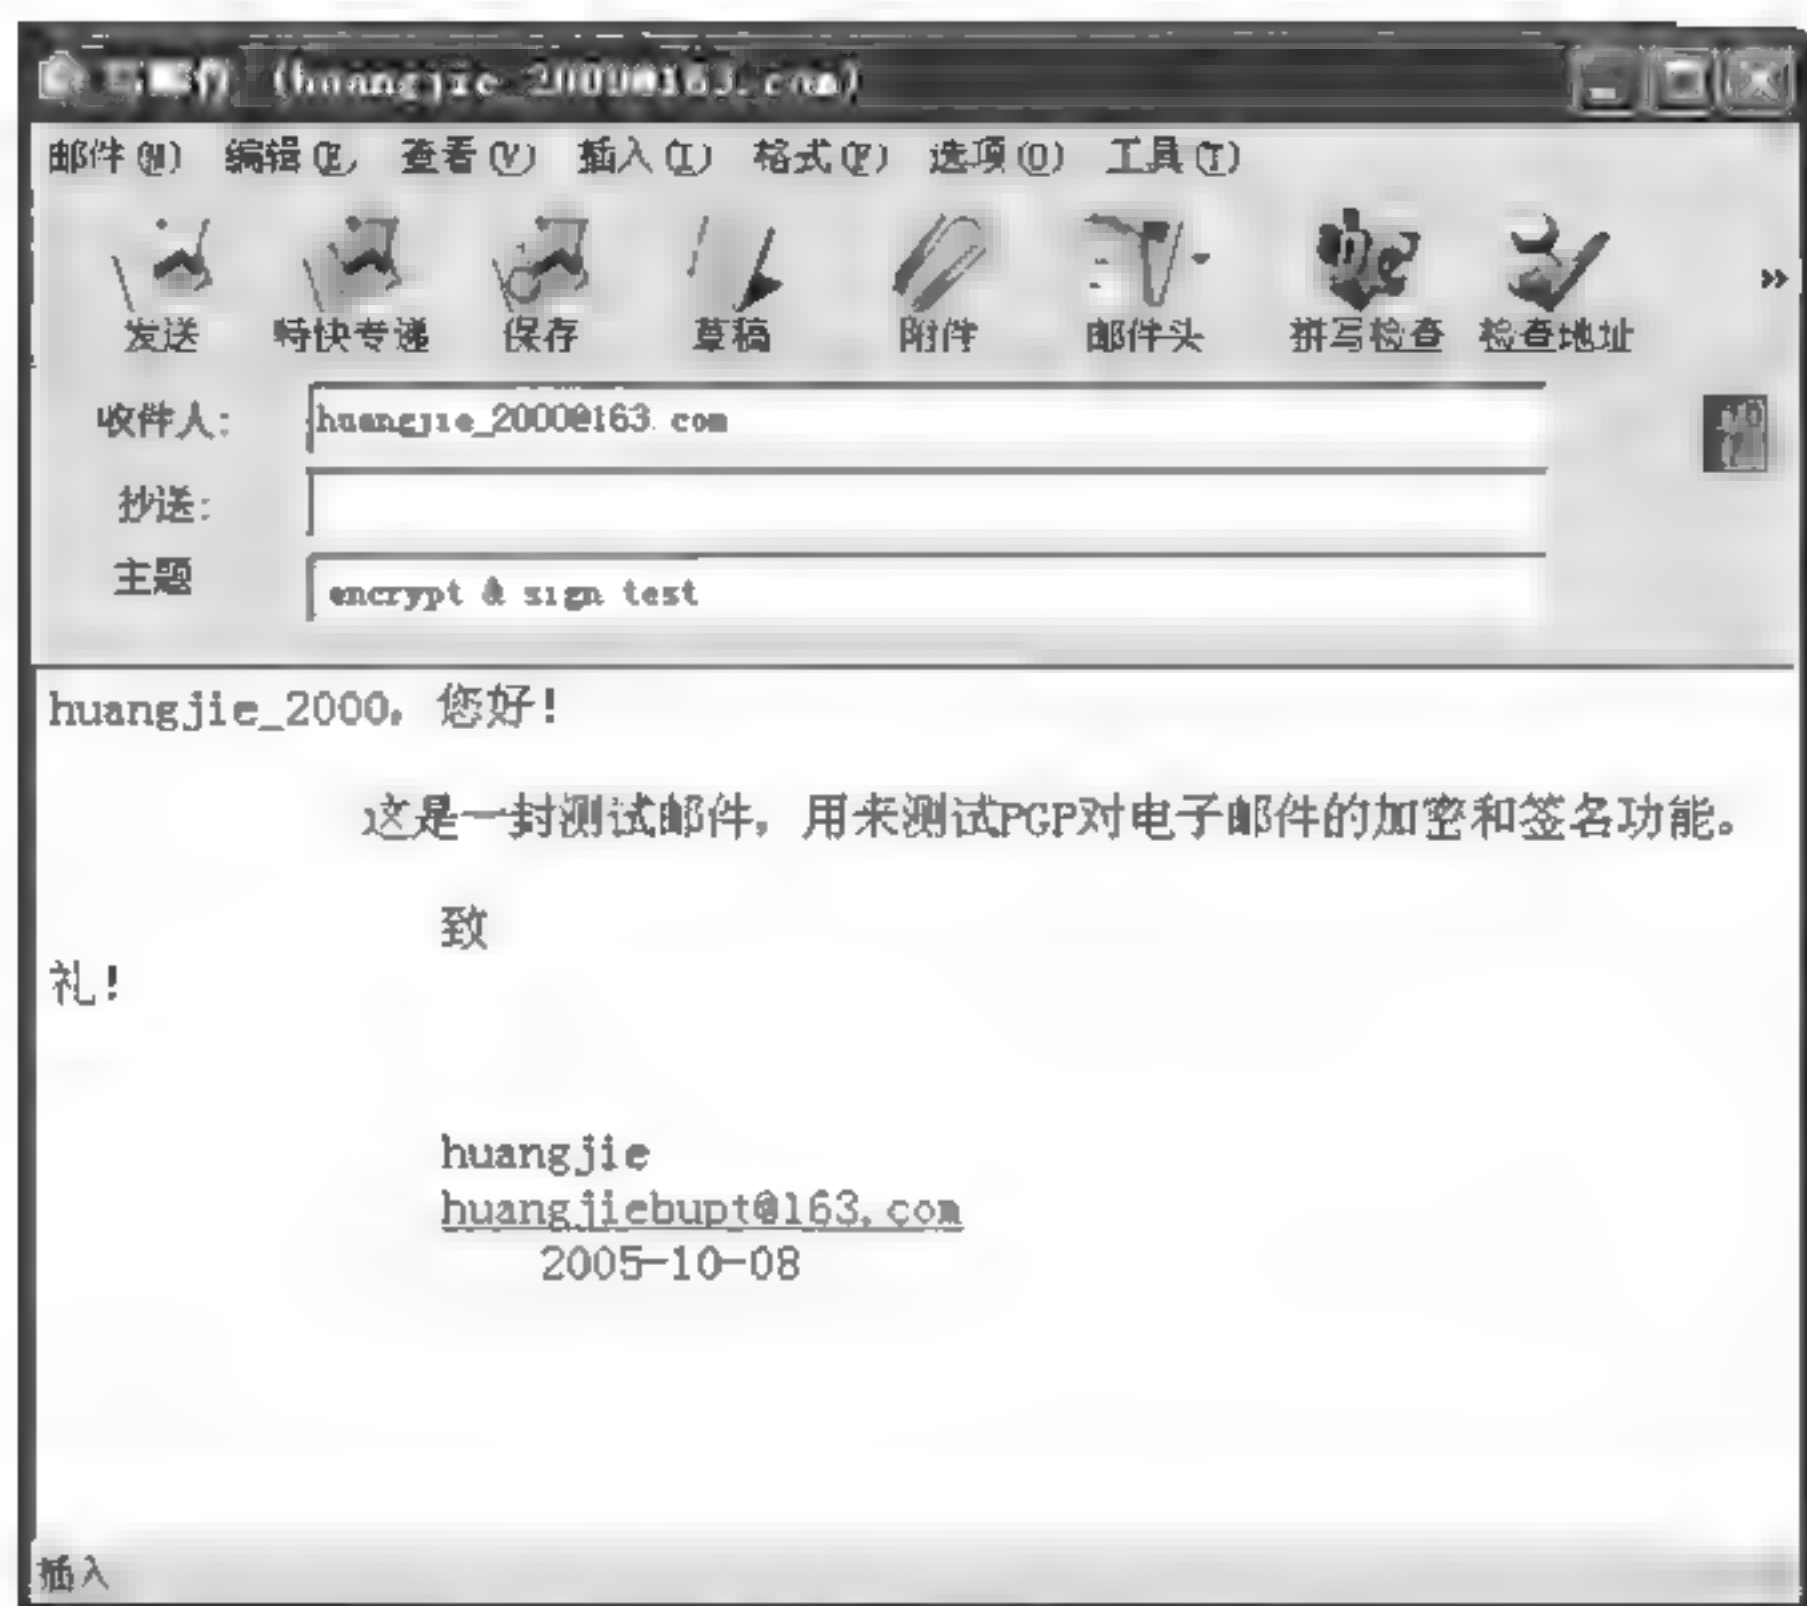 写邮件 (huangjie_2000@163.com)
邮件(M) 编辑(E) 查看(V) 插入(I) 格式(F) 选项(O) 工具(T)
发送 特快专递 保存 草稿 附件 邮件头 拼写检查 检查地址 »
收件人: huangjie_2000@163.com
抄送:
主题 encrypt & sign test
huangjie_2000，您好!
这是一封测试邮件，用来测试PGP对电子邮件的加密和签名功能。
致
礼!
huangjie
huangjiebupt@163.com
2005-10-08
插入